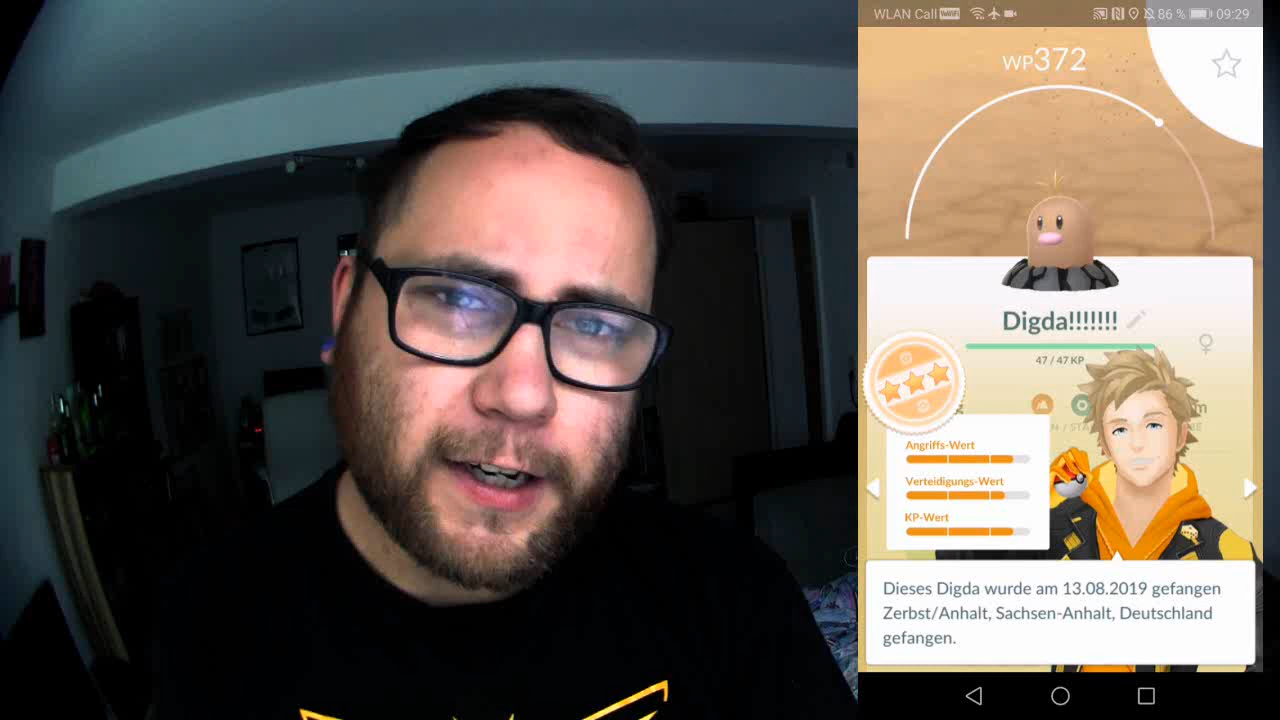 WLAN Call VoWiFi 86 % 09:29
WP372
Digda!!!!!!!
47 / 47 KP
Angriffs-Wert
Verteidigungs-Wert
KP-Wert
Dieses Digda wurde am 13.08.2019 gefangen
Zerbst/Anhalt, Sachsen-Anhalt, Deutschland
gefangen.